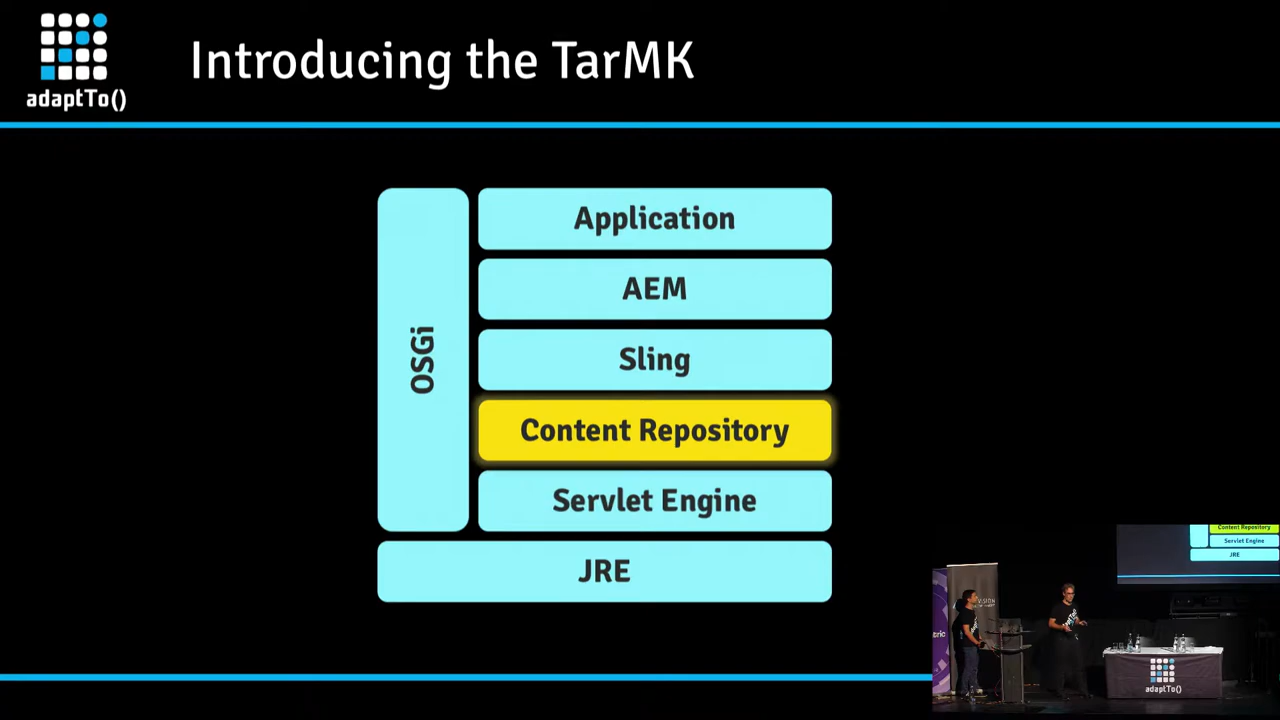 adaptTo()
Introducing the TarMK
OSGi
Application
AEM
Sling
Content Repository
Servlet Engine
JRE
Content Repository
Servlet Engine
JRE
adaptTo()